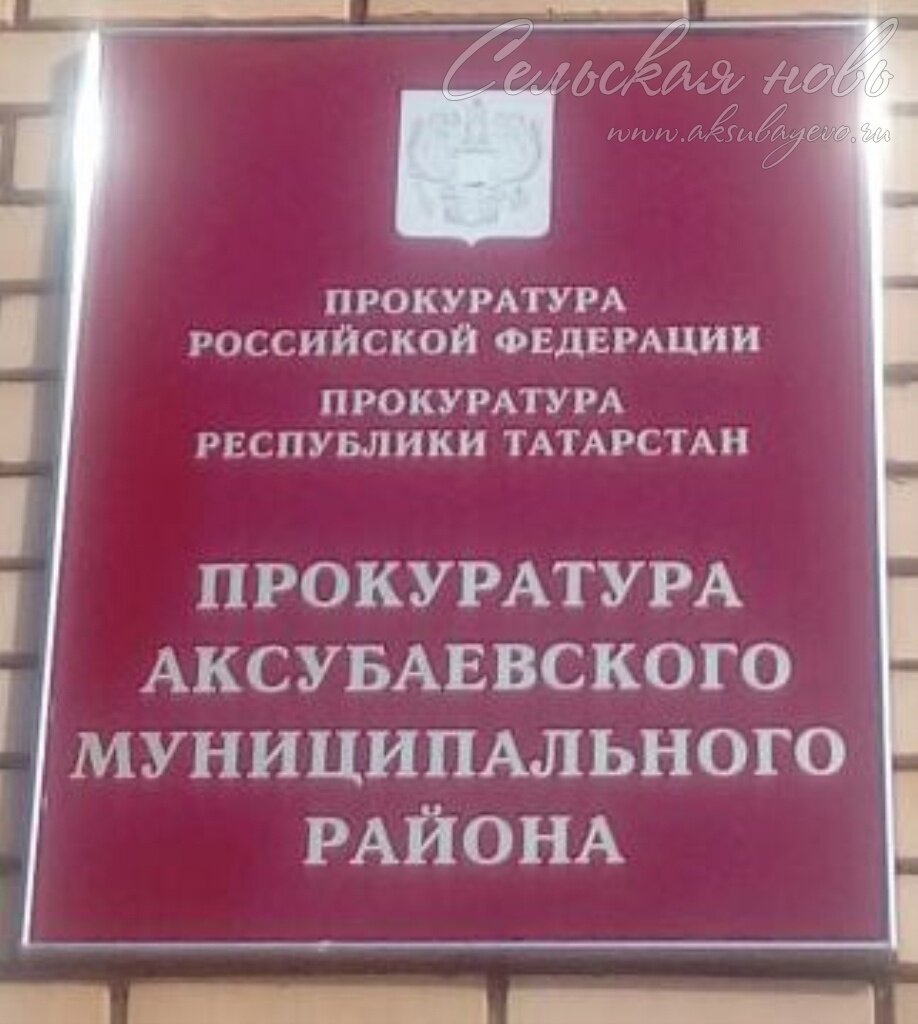 Сельская новь
www.aksubayevo.ru
ПРОКУРАТУРА
РОССИЙСКОЙ ФЕДЕРАЦИИ
ПРОКУРАТУРА
РЕСПУБЛИКИ ТАТАРСТАН
ПРОКУРАТУРА
АКСУБАЕВСКОГО
МУНИЦИПАЛЬНОГО
РАЙОНА